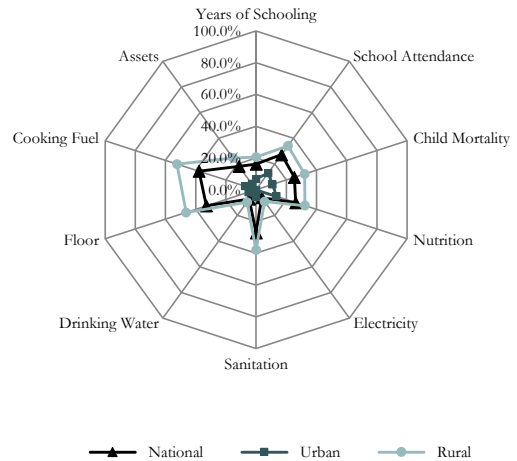 Years of Schooling
100.0%
Assets
School Attendance
80.0%
60.0%
40.0%
Cooking Fuel
Child Mortality
20.0%
0.0%
Floor
Nutrition
Drinking Water
Electricity
Sanitation
National Urban Rural